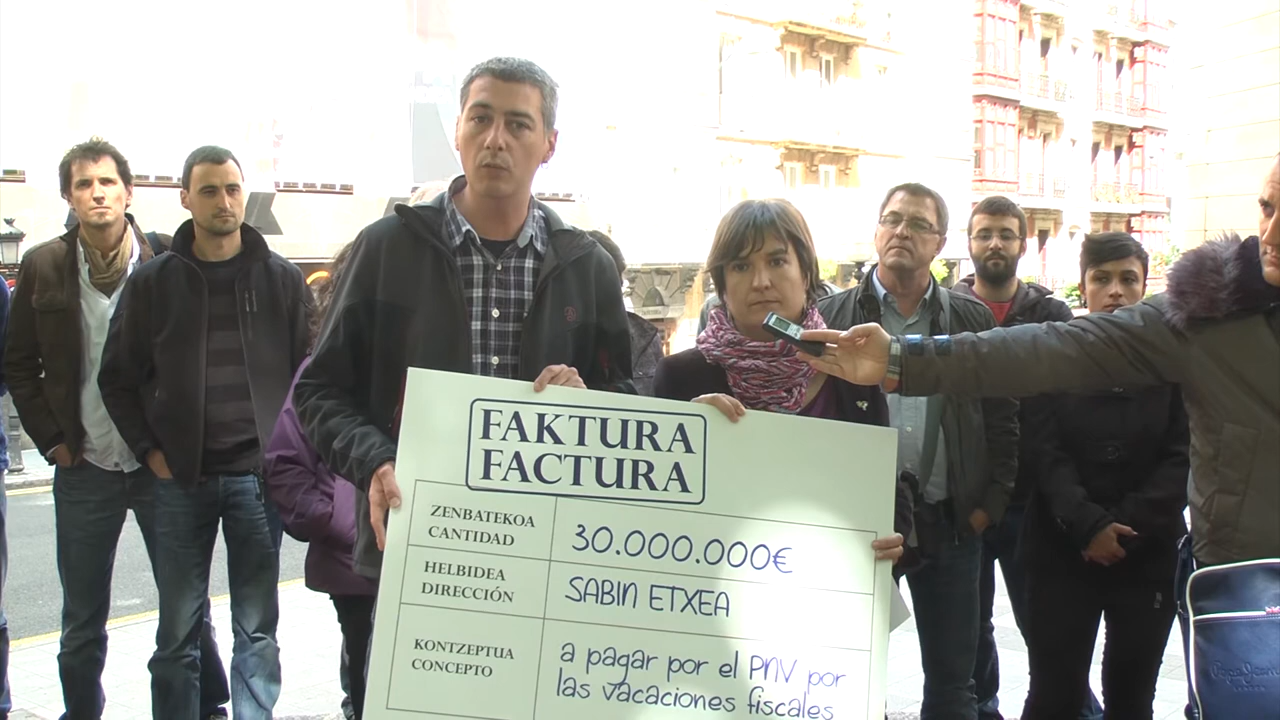 FAKTURA
FACTURA
ZENBATEKOA
CANTIDAD
30.000.000€
HELBIDEA
DIRECCIÓN
SABIN ETXEA
KONTZEPTUA
CONCEPTO
a pagar por el PNV por
las vacaciones fiscales